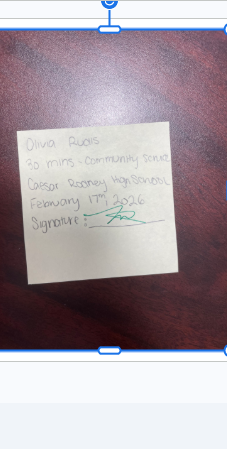 Olivia
30 mins - Community Service
Caesar Rodney High School
February 17th, 2026
Signature: